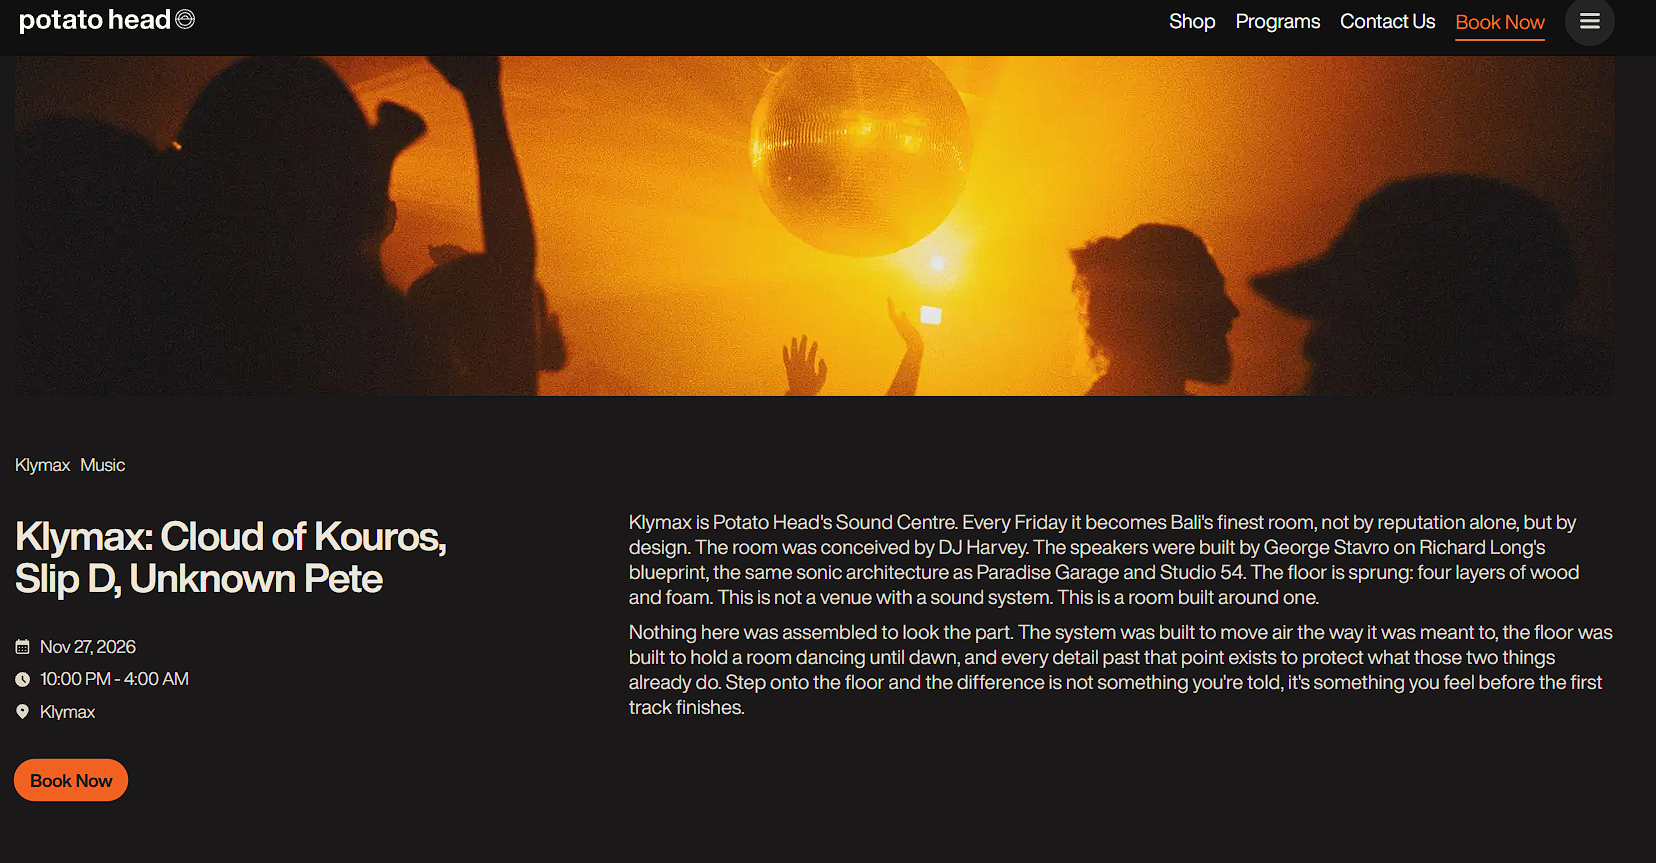 potato head
Shop Programs Contact Us Book Now
Klymax Music
Klymax: Cloud of Kouros,
Slip D, Unknown Pete
Nov 27, 2026
10:00 PM - 4:00 AM
Klymax
Book Now
Klymax is Potato Head's Sound Centre. Every Friday it becomes Bali's finest room, not by reputation alone, but by
design. The room was conceived by DJ Harvey. The speakers were built by George Stavro on Richard Long's
blueprint, the same sonic architecture as Paradise Garage and Studio 54. The floor is sprung: four layers of wood
and foam. This is not a venue with a sound system. This is a room built around one.
Nothing here was assembled to look the part. The system was built to move air the way it was meant to, the floor was
built to hold a room dancing until dawn, and every detail past that point exists to protect what those two things
already do. Step onto the floor and the difference is not something you're told, it's something you feel before the first
track finishes.